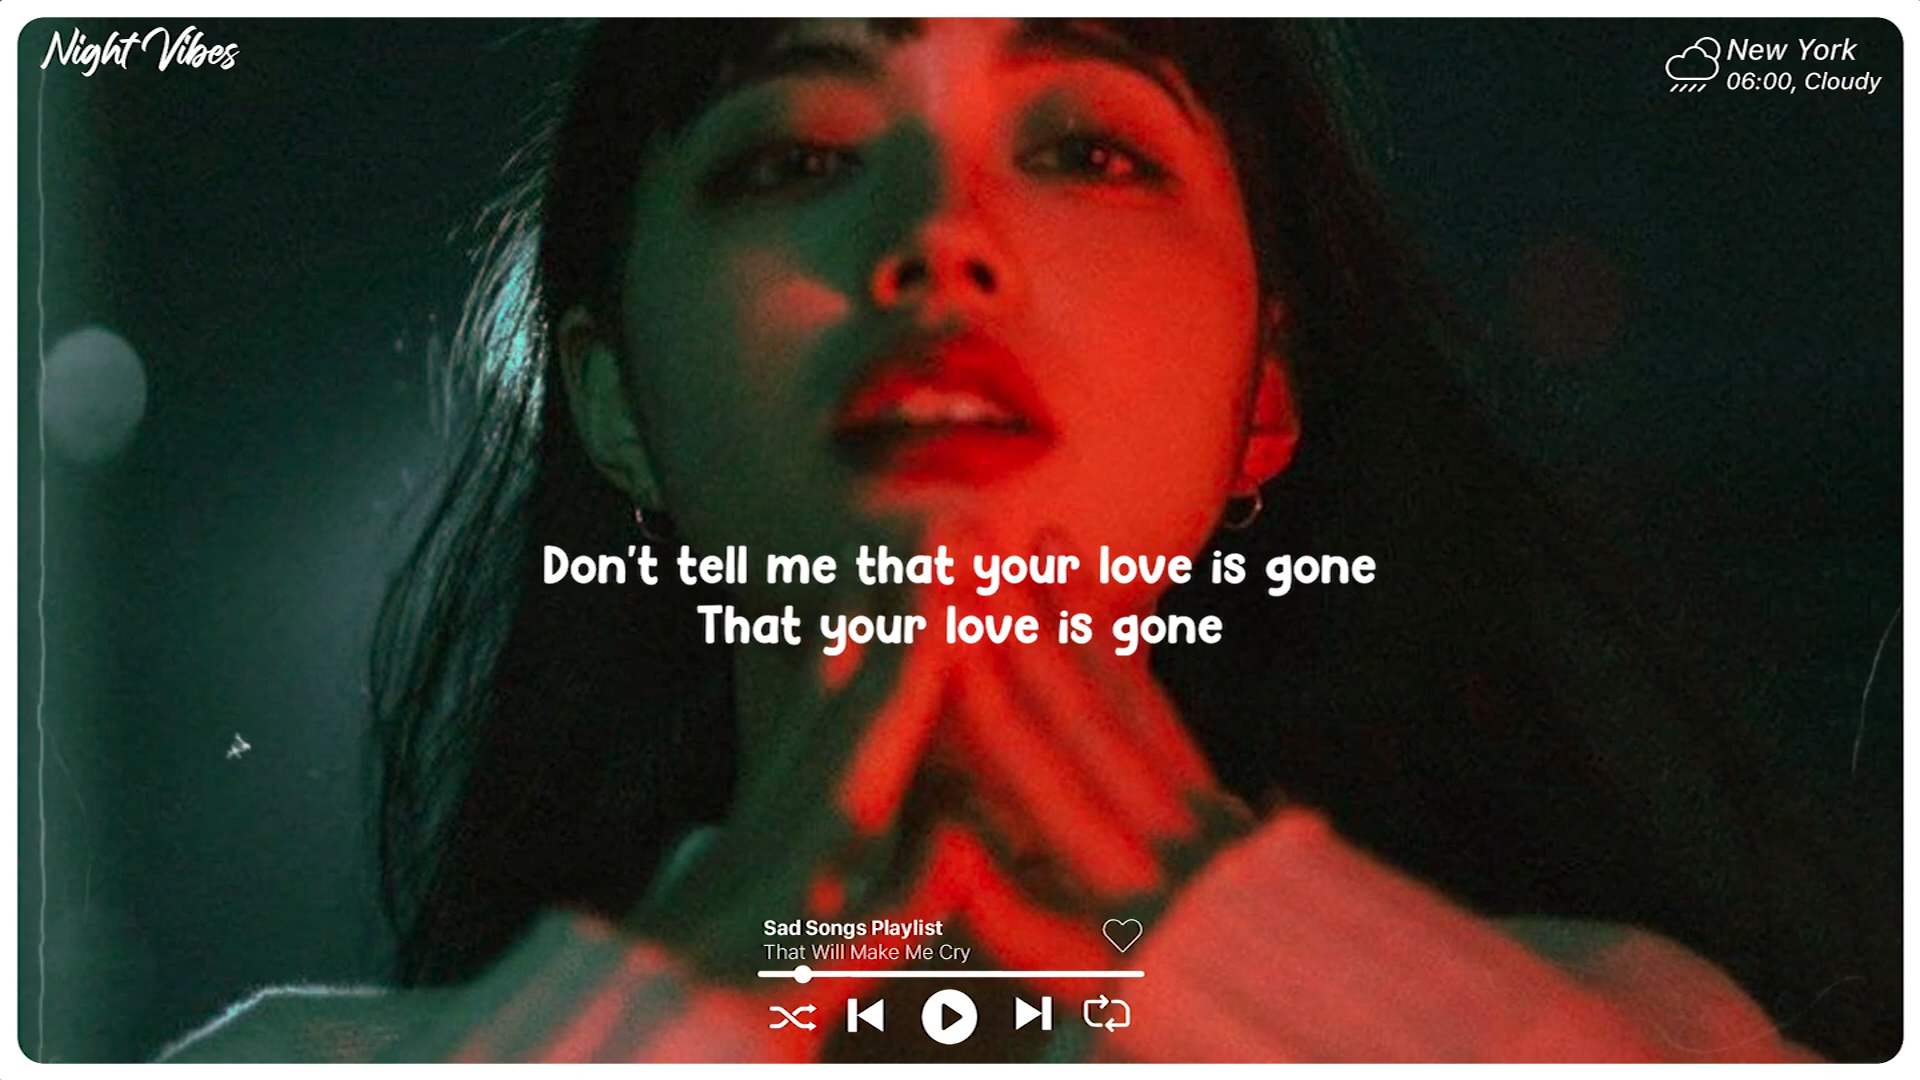 Night Vibes
New York
06:00, Cloudy
Don't tell me that your love is gone
That your love is gone
Sad Songs Playlist
That Will Make Me Cry